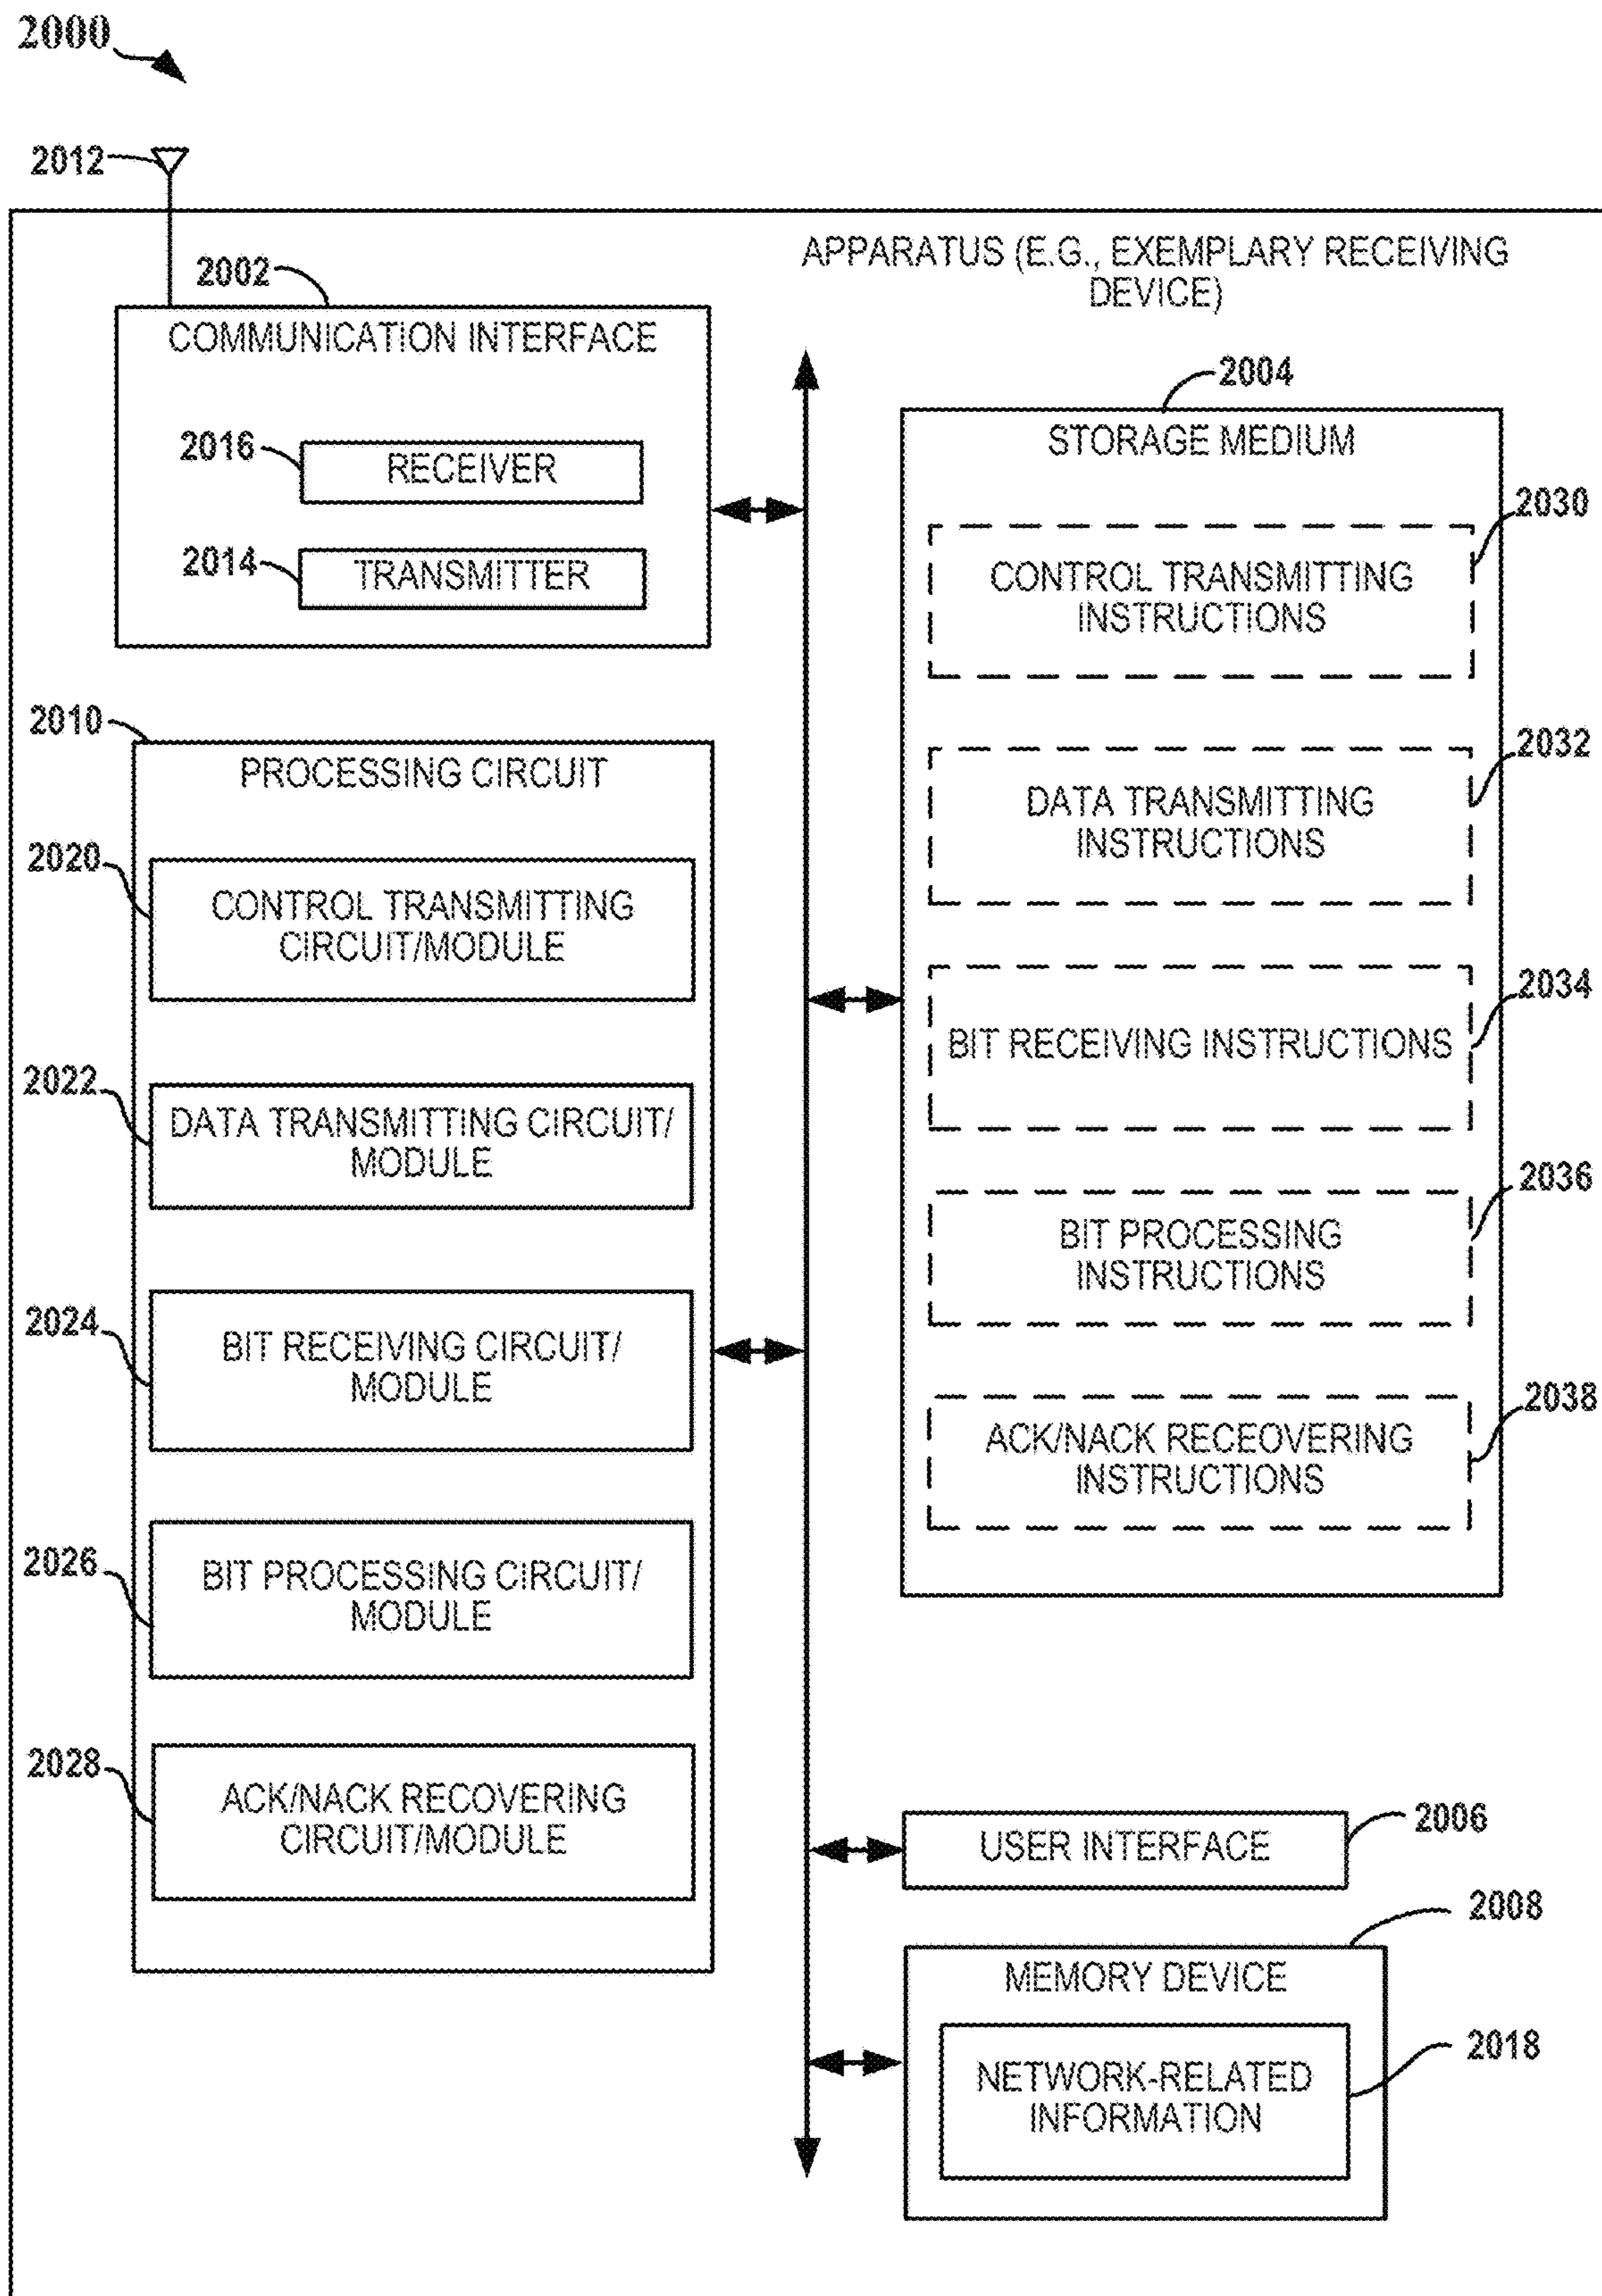 2000
2012
APPARATUS (E.G., EXEMPLARY RECEIVING
DEVICE)
2002
COMMUNICATION INTERFACE
2016
RECEIVER
2014
TRANSMITTER
2010
PROCESSING CIRCUIT
2020
CONTROL TRANSMITTING
CIRCUIT/MODULE
2022
DATA TRANSMITTING CIRCUIT/
MODULE
2024
BIT RECEIVING CIRCUIT/
MODULE
2026
BIT PROCESSING CIRCUIT/
MODULE
2028
ACK/NACK RECOVERING
CIRCUIT/MODULE
2004
STORAGE MEDIUM
2030
CONTROL TRANSMITTING
INSTRUCTIONS
2032
DATA TRANSMITTING
INSTRUCTIONS
2034
BIT RECEIVING INSTRUCTIONS
2036
BIT PROCESSING
INSTRUCTIONS
2038
ACK/NACK RECEOVERING
INSTRUCTIONS
2006
USER INTERFACE
2008
MEMORY DEVICE
2018
NETWORK-RELATED
INFORMATION